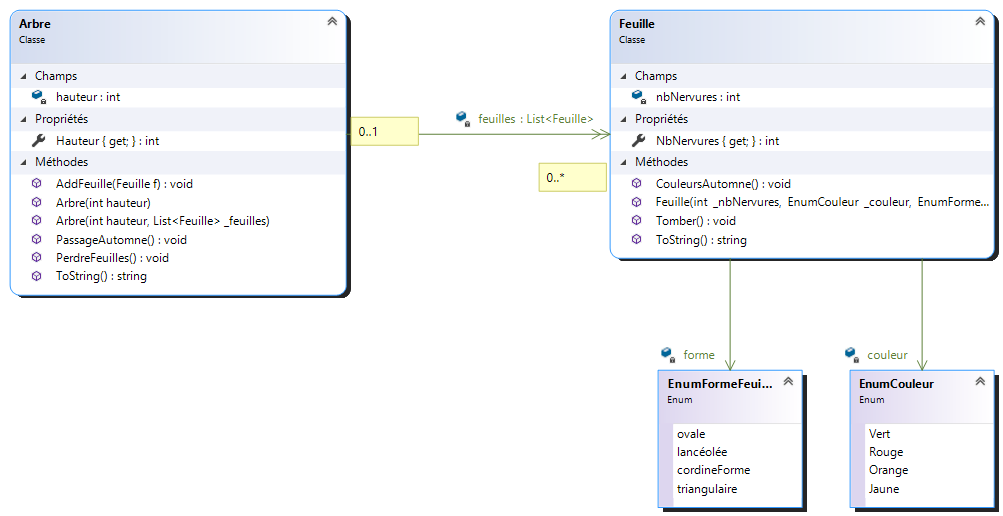 Arbre
Classe
Champs
hauteur : int
Propriétés
Hauteur { get; } : int
Méthodes
AddFeuille(Feuille f) : void
Arbre(int hauteur)
Arbre(int hauteur, List<Feuille> _feuilles)
PassageAutomne() : void
PerdreFeuilles() : void
ToString() : string
0..1
feuilles : List<Feuille>
0..*
Feuille
Classe
Champs
nbNervures : int
Propriétés
NbNervures { get; } : int
Méthodes
CouleursAutomne() : void
Feuille(int _nbNervures, EnumCouleur _couleur, EnumForme...
Tomber() : void
ToString() : string
forme
EnumFormeFeui...
Enum
ovale
lancéolée
cordineForme
triangulaire
couleur
EnumCouleur
Enum
Vert
Rouge
Orange
Jaune